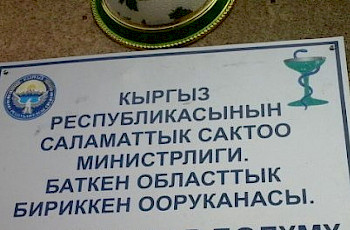 КЫРГЫЗ
РЕСПУБЛИКАСЫНЫН
САЛАМАТТЫК САКТОО
МИНИСТРЛИГИ.
БАТКЕН ОБЛАСТТЫК
БИРИККЕН ООРУКАНАСЫ.